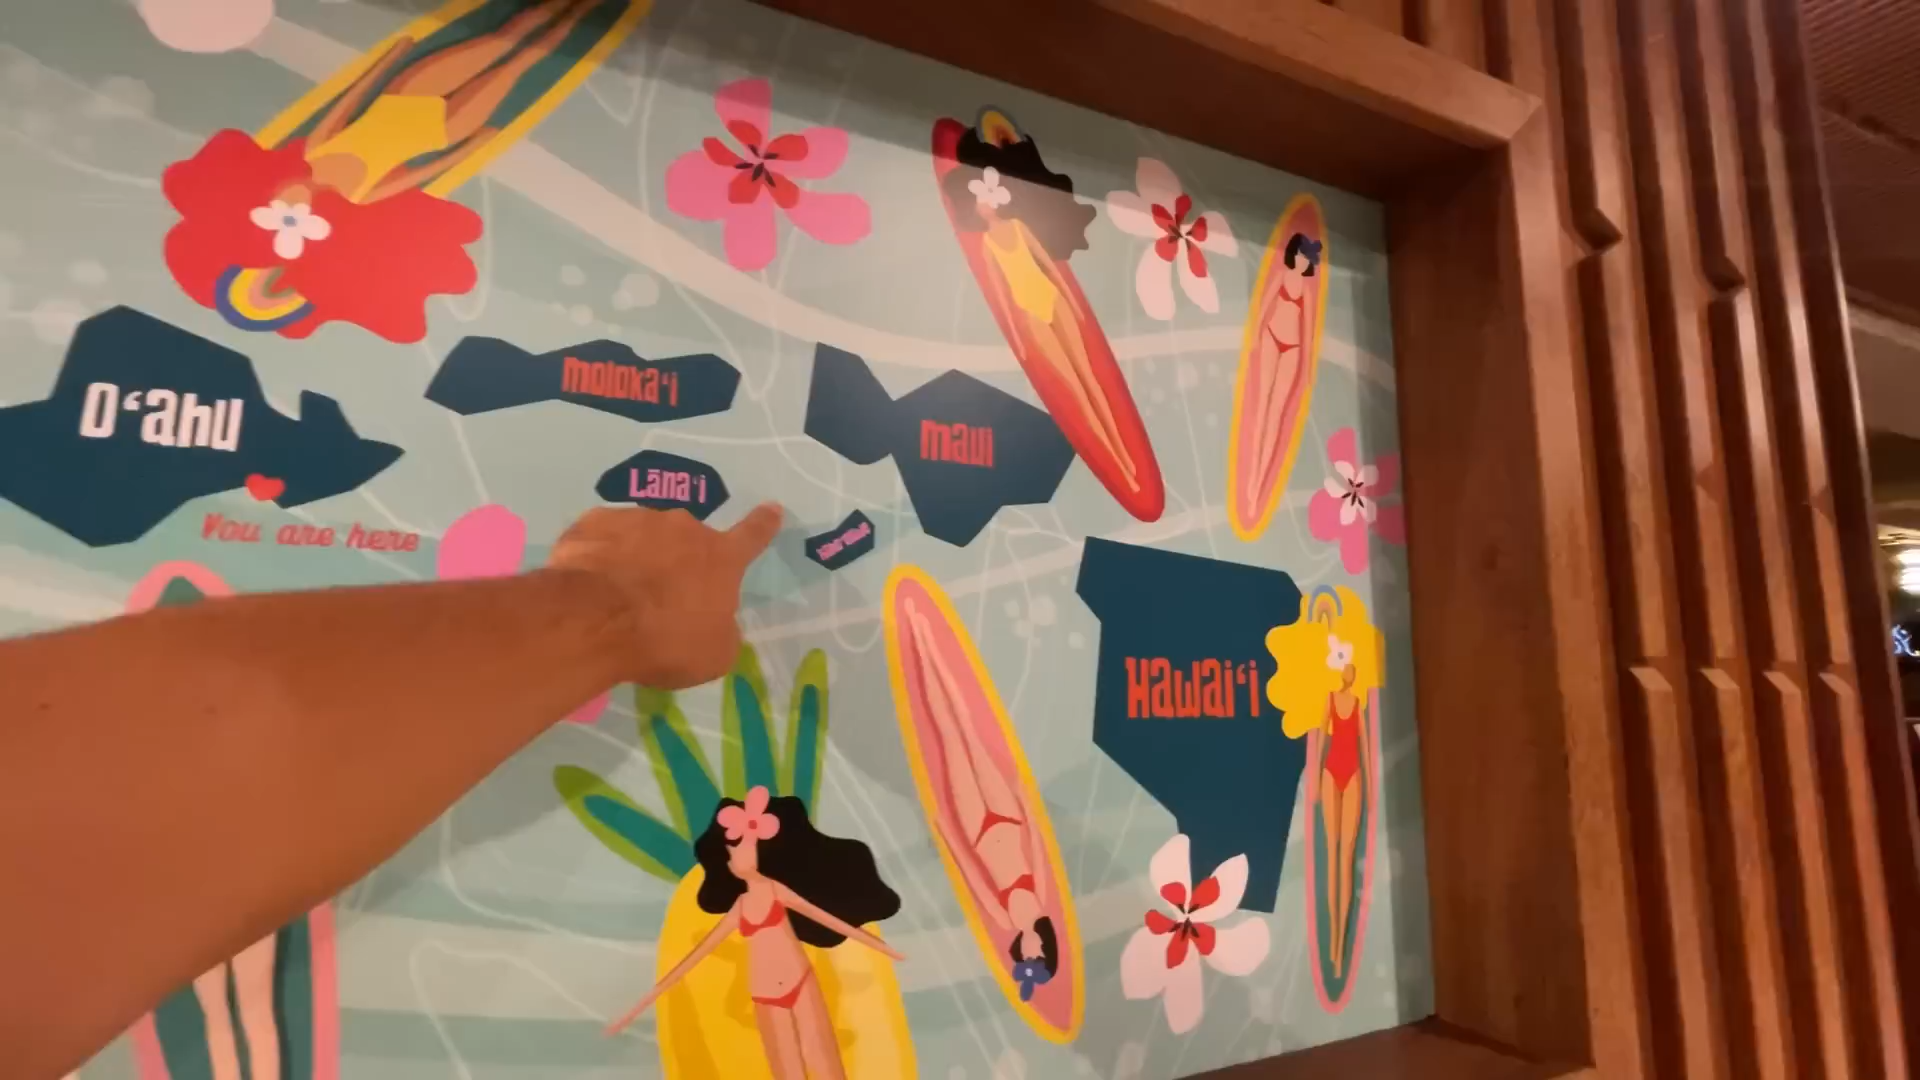 O‘ahu
moloka‘i
maui
Lāna‘i
You are here
Hawai‘i